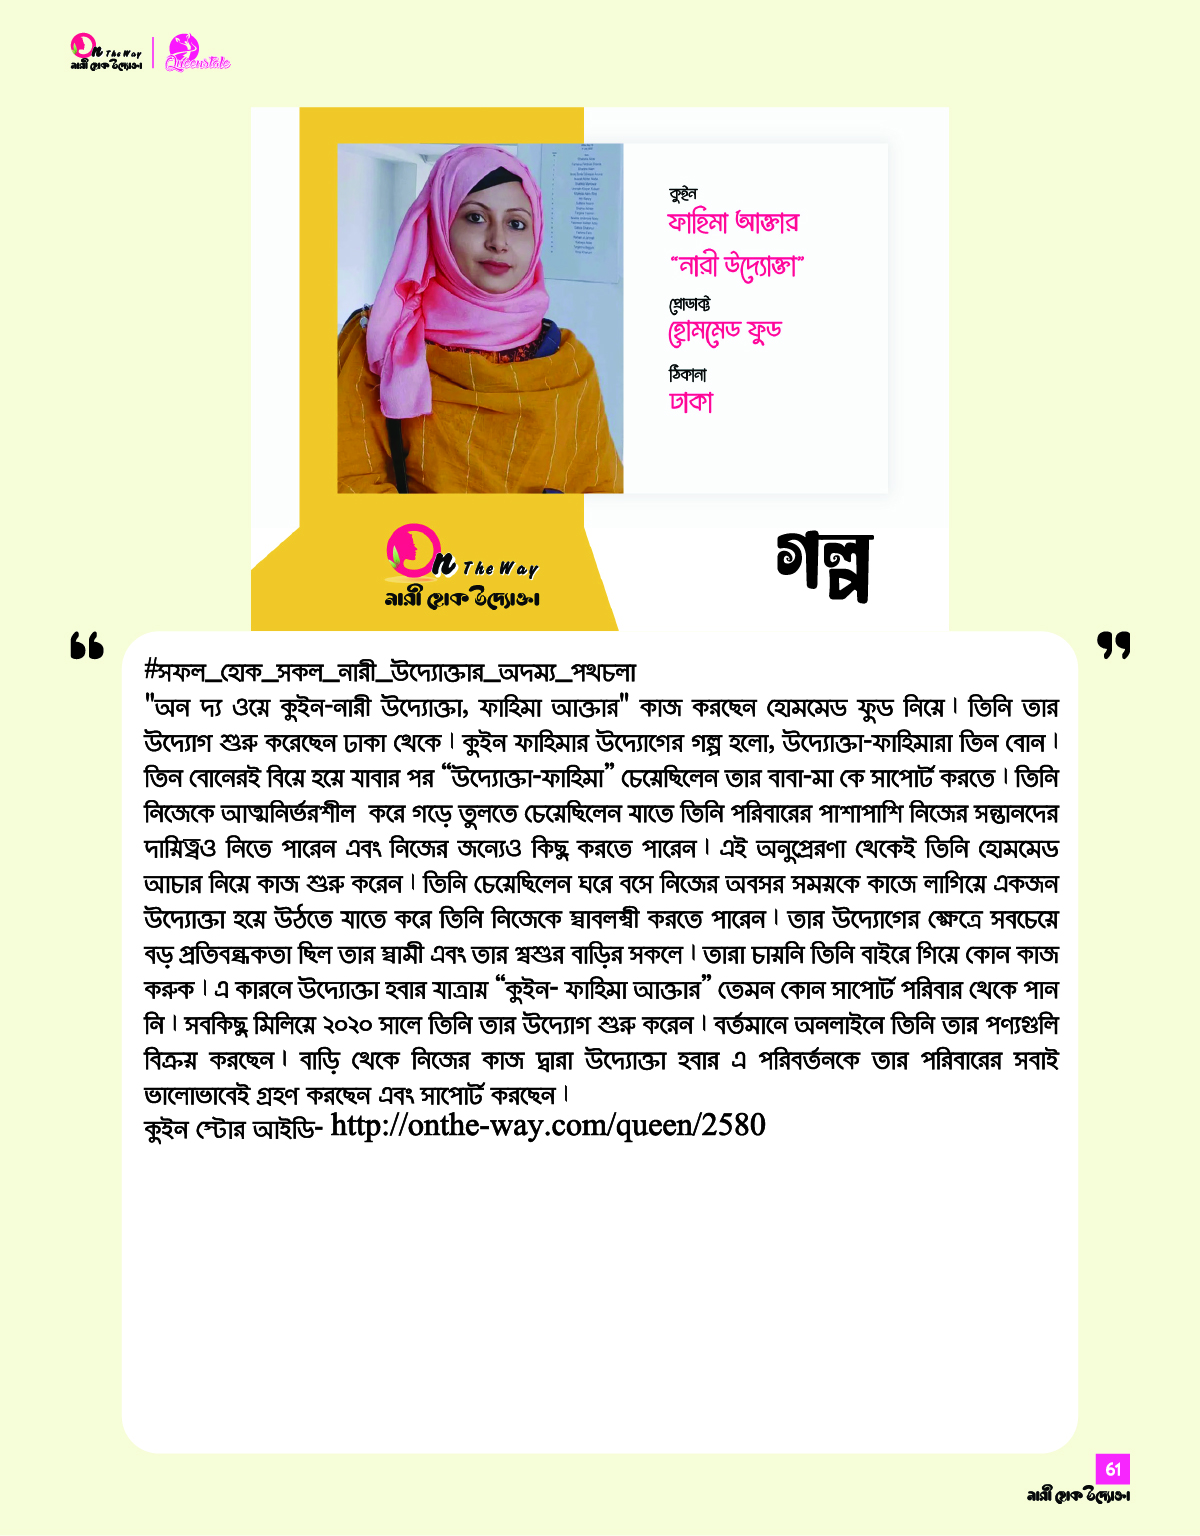 On The Way
নারী হোক উদ্যোক্তা
Queenstale
কুইন
ফাহিমা আক্তার
“নারী উদ্যোক্তা”
প্রোডাক্ট
হোমমেড ফুড
ঠিকানা
ঢাকা
On The Way
নারী হোক উদ্যোক্তা
গল্প
#সফল_হোক_সকল_নারী_উদ্যোক্তার_অদম্য_পথচলা
"অন দ্য ওয়ে কুইন-নারী উদ্যোক্তা, ফাহিমা আক্তার" কাজ করছেন হোমমেড ফুড নিয়ে। তিনি তার
উদ্যোগ শুরু করেছেন ঢাকা থেকে। কুইন ফাহিমার উদ্যোগের গল্প হলো, উদ্যোক্তা-ফাহিমারা তিন বোন।
তিন বোনেরই বিয়ে হয়ে যাবার পর “উদ্যোক্তা-ফাহিমা” চেয়েছিলেন তার বাবা-মা কে সাপোর্ট করতে। তিনি
নিজেকে আত্মনির্ভরশীল করে গড়ে তুলতে চেয়েছিলেন যাতে তিনি পরিবারের পাশাপাশি নিজের সন্তানদের
দায়িত্বও নিতে পারেন এবং নিজের জন্যেও কিছু করতে পারেন। এই অনুপ্রেরণা থেকেই তিনি হোমমেড
আচার নিয়ে কাজ শুরু করেন। তিনি চেয়েছিলেন ঘরে বসে নিজের অবসর সময়কে কাজে লাগিয়ে একজন
উদ্যোক্তা হয়ে উঠতে যাতে করে তিনি নিজেকে স্বাবলম্বী করতে পারেন। তার উদ্যোগের ক্ষেত্রে সবচেয়ে
বড় প্রতিবন্ধকতা ছিল তার স্বামী এবং তার শ্বশুর বাড়ির সকলে। তারা চায়নি তিনি বাইরে গিয়ে কোন কাজ
করুক। এ কারনে উদ্যোক্তা হবার যাত্রায় “কুইন- ফাহিমা আক্তার” তেমন কোন সাপোর্ট পরিবার থেকে পান
নি। সবকিছু মিলিয়ে ২০২০ সালে তিনি তার উদ্যোগ শুরু করেন। বর্তমানে অনলাইনে তিনি তার পণ্যগুলি
বিক্রয় করছেন। বাড়ি থেকে নিজের কাজ দ্বারা উদ্যোক্তা হবার এ পরিবর্তনকে তার পরিবারের সবাই
ভালোভাবেই গ্রহণ করছেন এবং সাপোর্ট করছেন।
কুইন স্টোর আইডি- http://onthe-way.com/queen/2580
61
নারী হোক উদ্যোক্তা